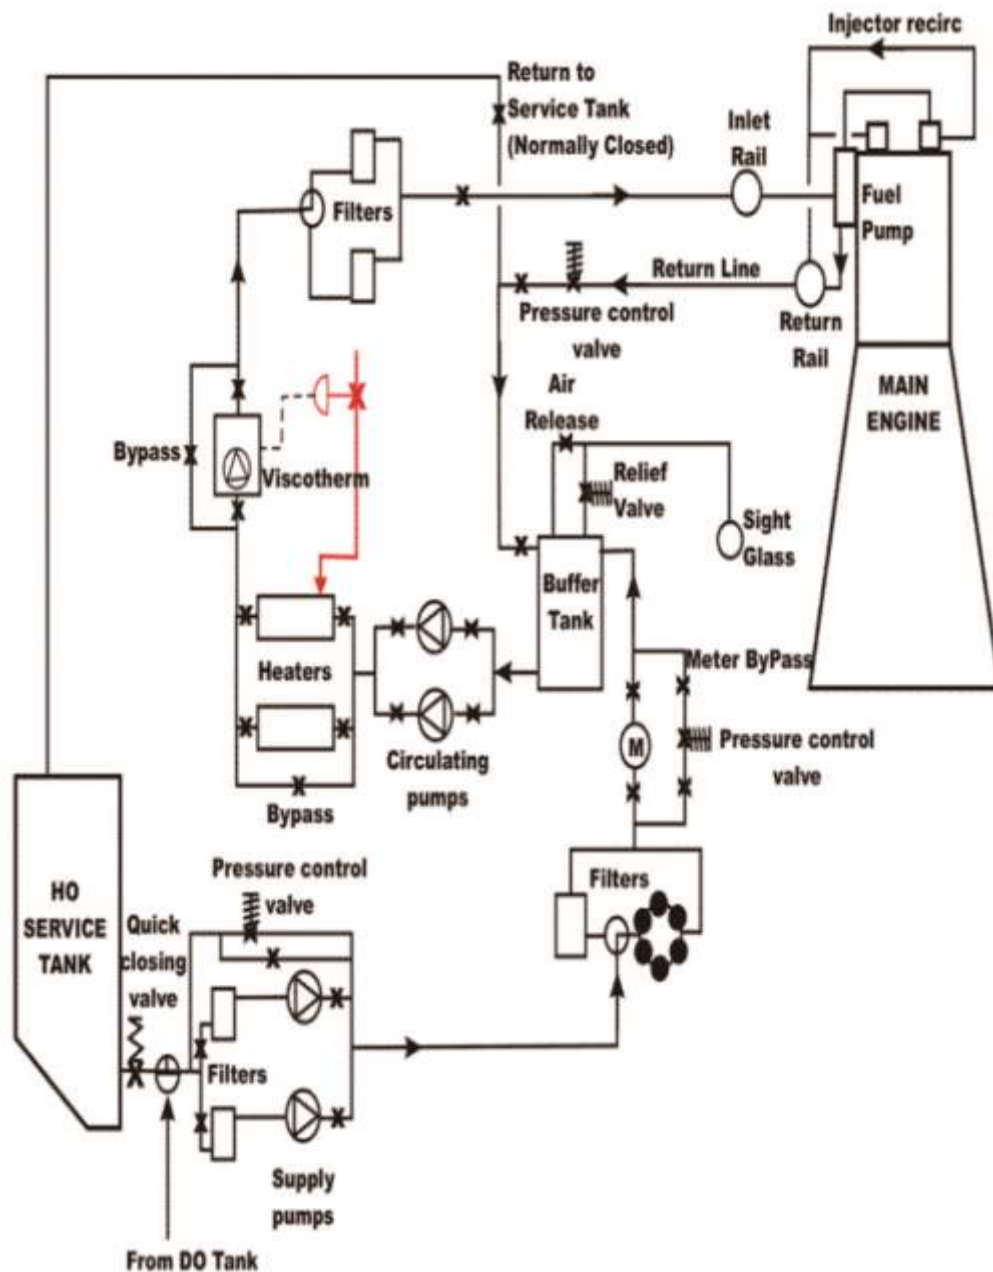 Injector recirc
Return to
Service Tank
(Normally Closed)
Inlet
Rail
Filters
Fuel
Pump
Return Line
Pressure control
valve
Return
Rail
Air
Release
MAIN
ENGINE
Bypass
Viscotherm
Relief
Valve
Sight
Glass
Buffer
Tank
Heaters
Meter ByPass
M
Pressure control
valve
Circulating
pumps
Bypass
Pressure control
valve
Filters
HO
SERVICE
TANK
Quick
closing
valve
Filters
Supply
pumps
From DO Tank